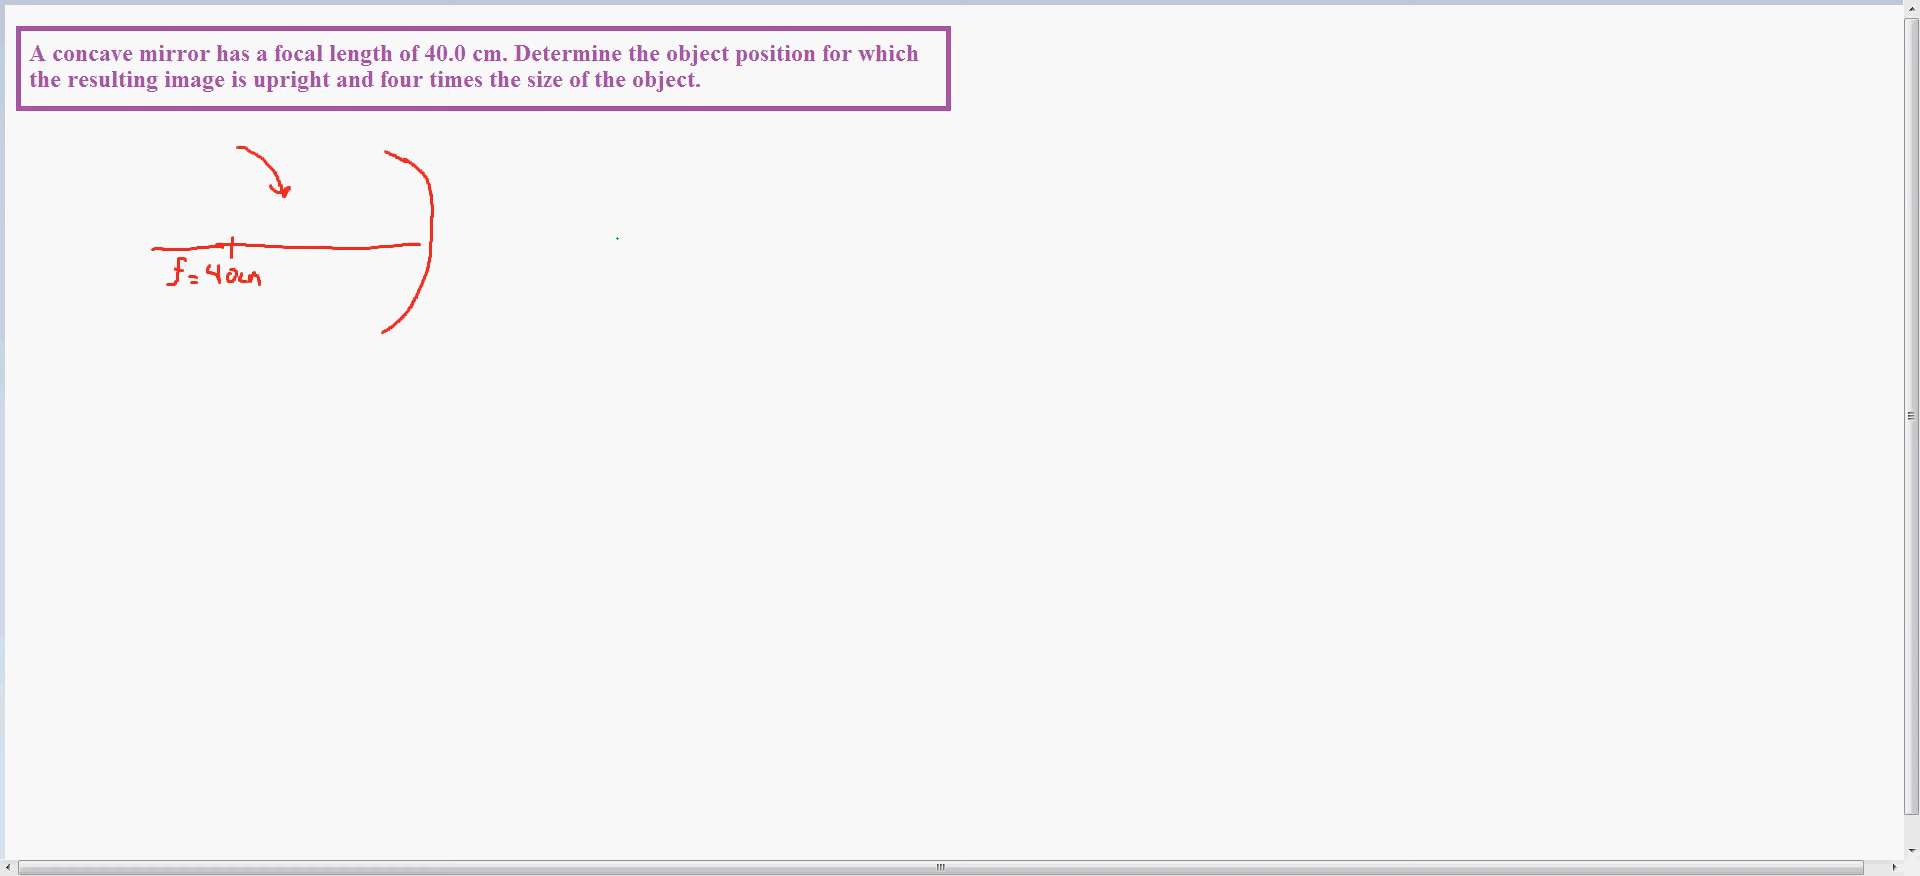 A concave mirror has a focal length of 40.0 cm. Determine the object position for which
the resulting image is upright and four times the size of the object.
f = 40cm